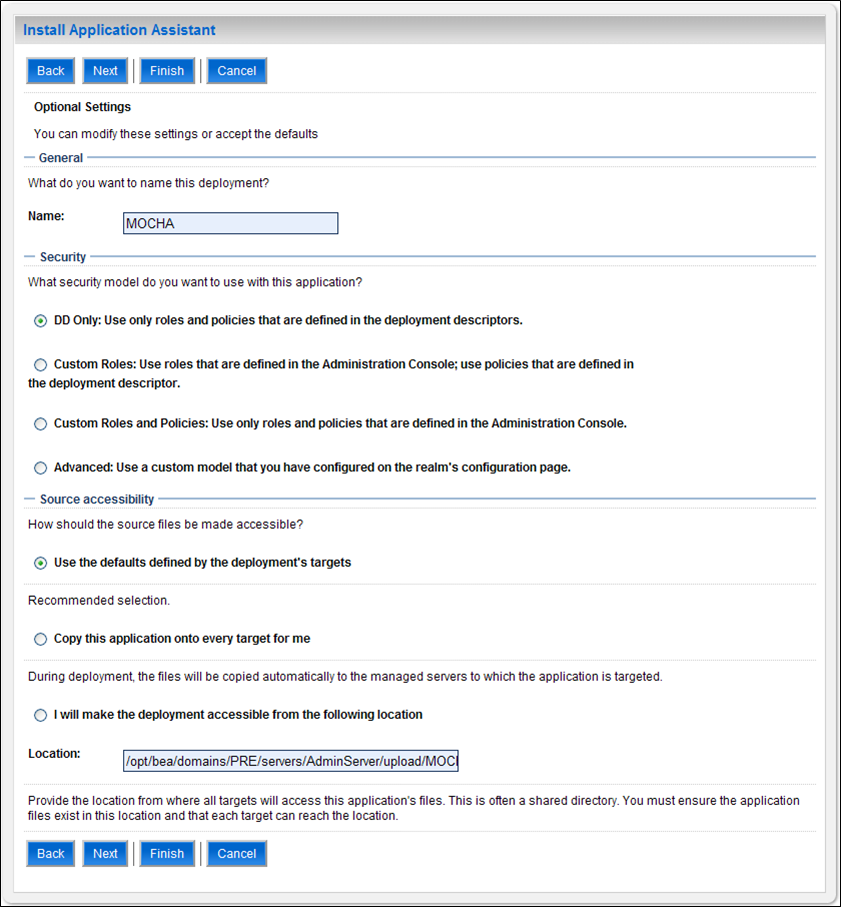 Install Application Assistant
Back Next Finish Cancel
Optional Settings
You can modify these settings or accept the defaults
General
What do you want to name this deployment?
Name: MOCHA
Security
What security model do you want to use with this application?
DD Only: Use only roles and policies that are defined in the deployment descriptors.
Custom Roles: Use roles that are defined in the Administration Console; use policies that are defined in
the deployment descriptor.
Custom Roles and Policies: Use only roles and policies that are defined in the Administration Console.
Advanced: Use a custom model that you have configured on the realm's configuration page.
Source accessibility
How should the source files be made accessible?
Use the defaults defined by the deployment's targets
Recommended selection.
Copy this application onto every target for me
During deployment, the files will be copied automatically to the managed servers to which the application is targeted.
I will make the deployment accessible from the following location
Location: /opt/bea/domains/PRE/servers/AdminServer/upload/MOC
Provide the location from where all targets will access this application's files. This is often a shared directory. You must ensure the application
files exist in this location and that each target can reach the location.
Back Next Finish Cancel